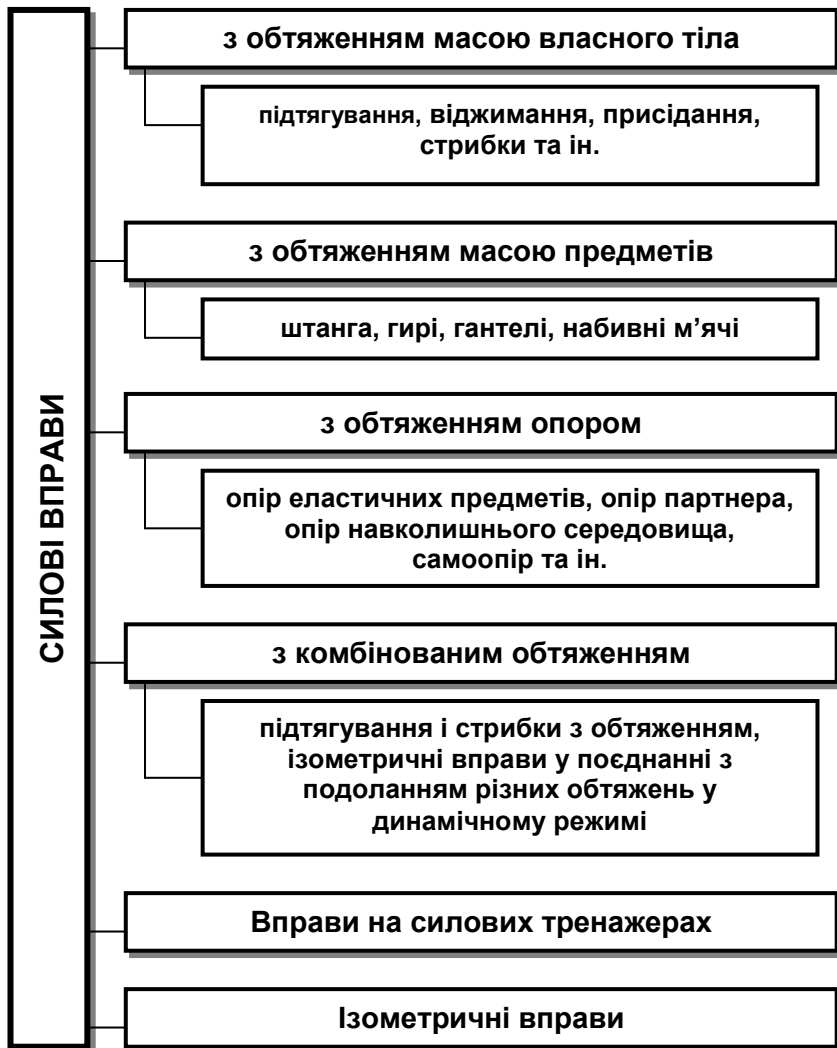 СИЛОВІ ВПРАВИ
з обтяженням масою власного тіла
підтягування, віджимання, присідання,
стрибки та ін.
з обтяженням масою предметів
штанга, гирі, гантелі, набивні м’ячі
з обтяженням опором
опір еластичних предметів, опір партнера,
опір навколишнього середовища,
самоопір та ін.
з комбінованим обтяженням
підтягування і стрибки з обтяженням,
ізометричні вправи у поєднанні з
подоланням різних обтяжень у
динамічному режимі
Вправи на силових тренажерах
Ізометричні вправи